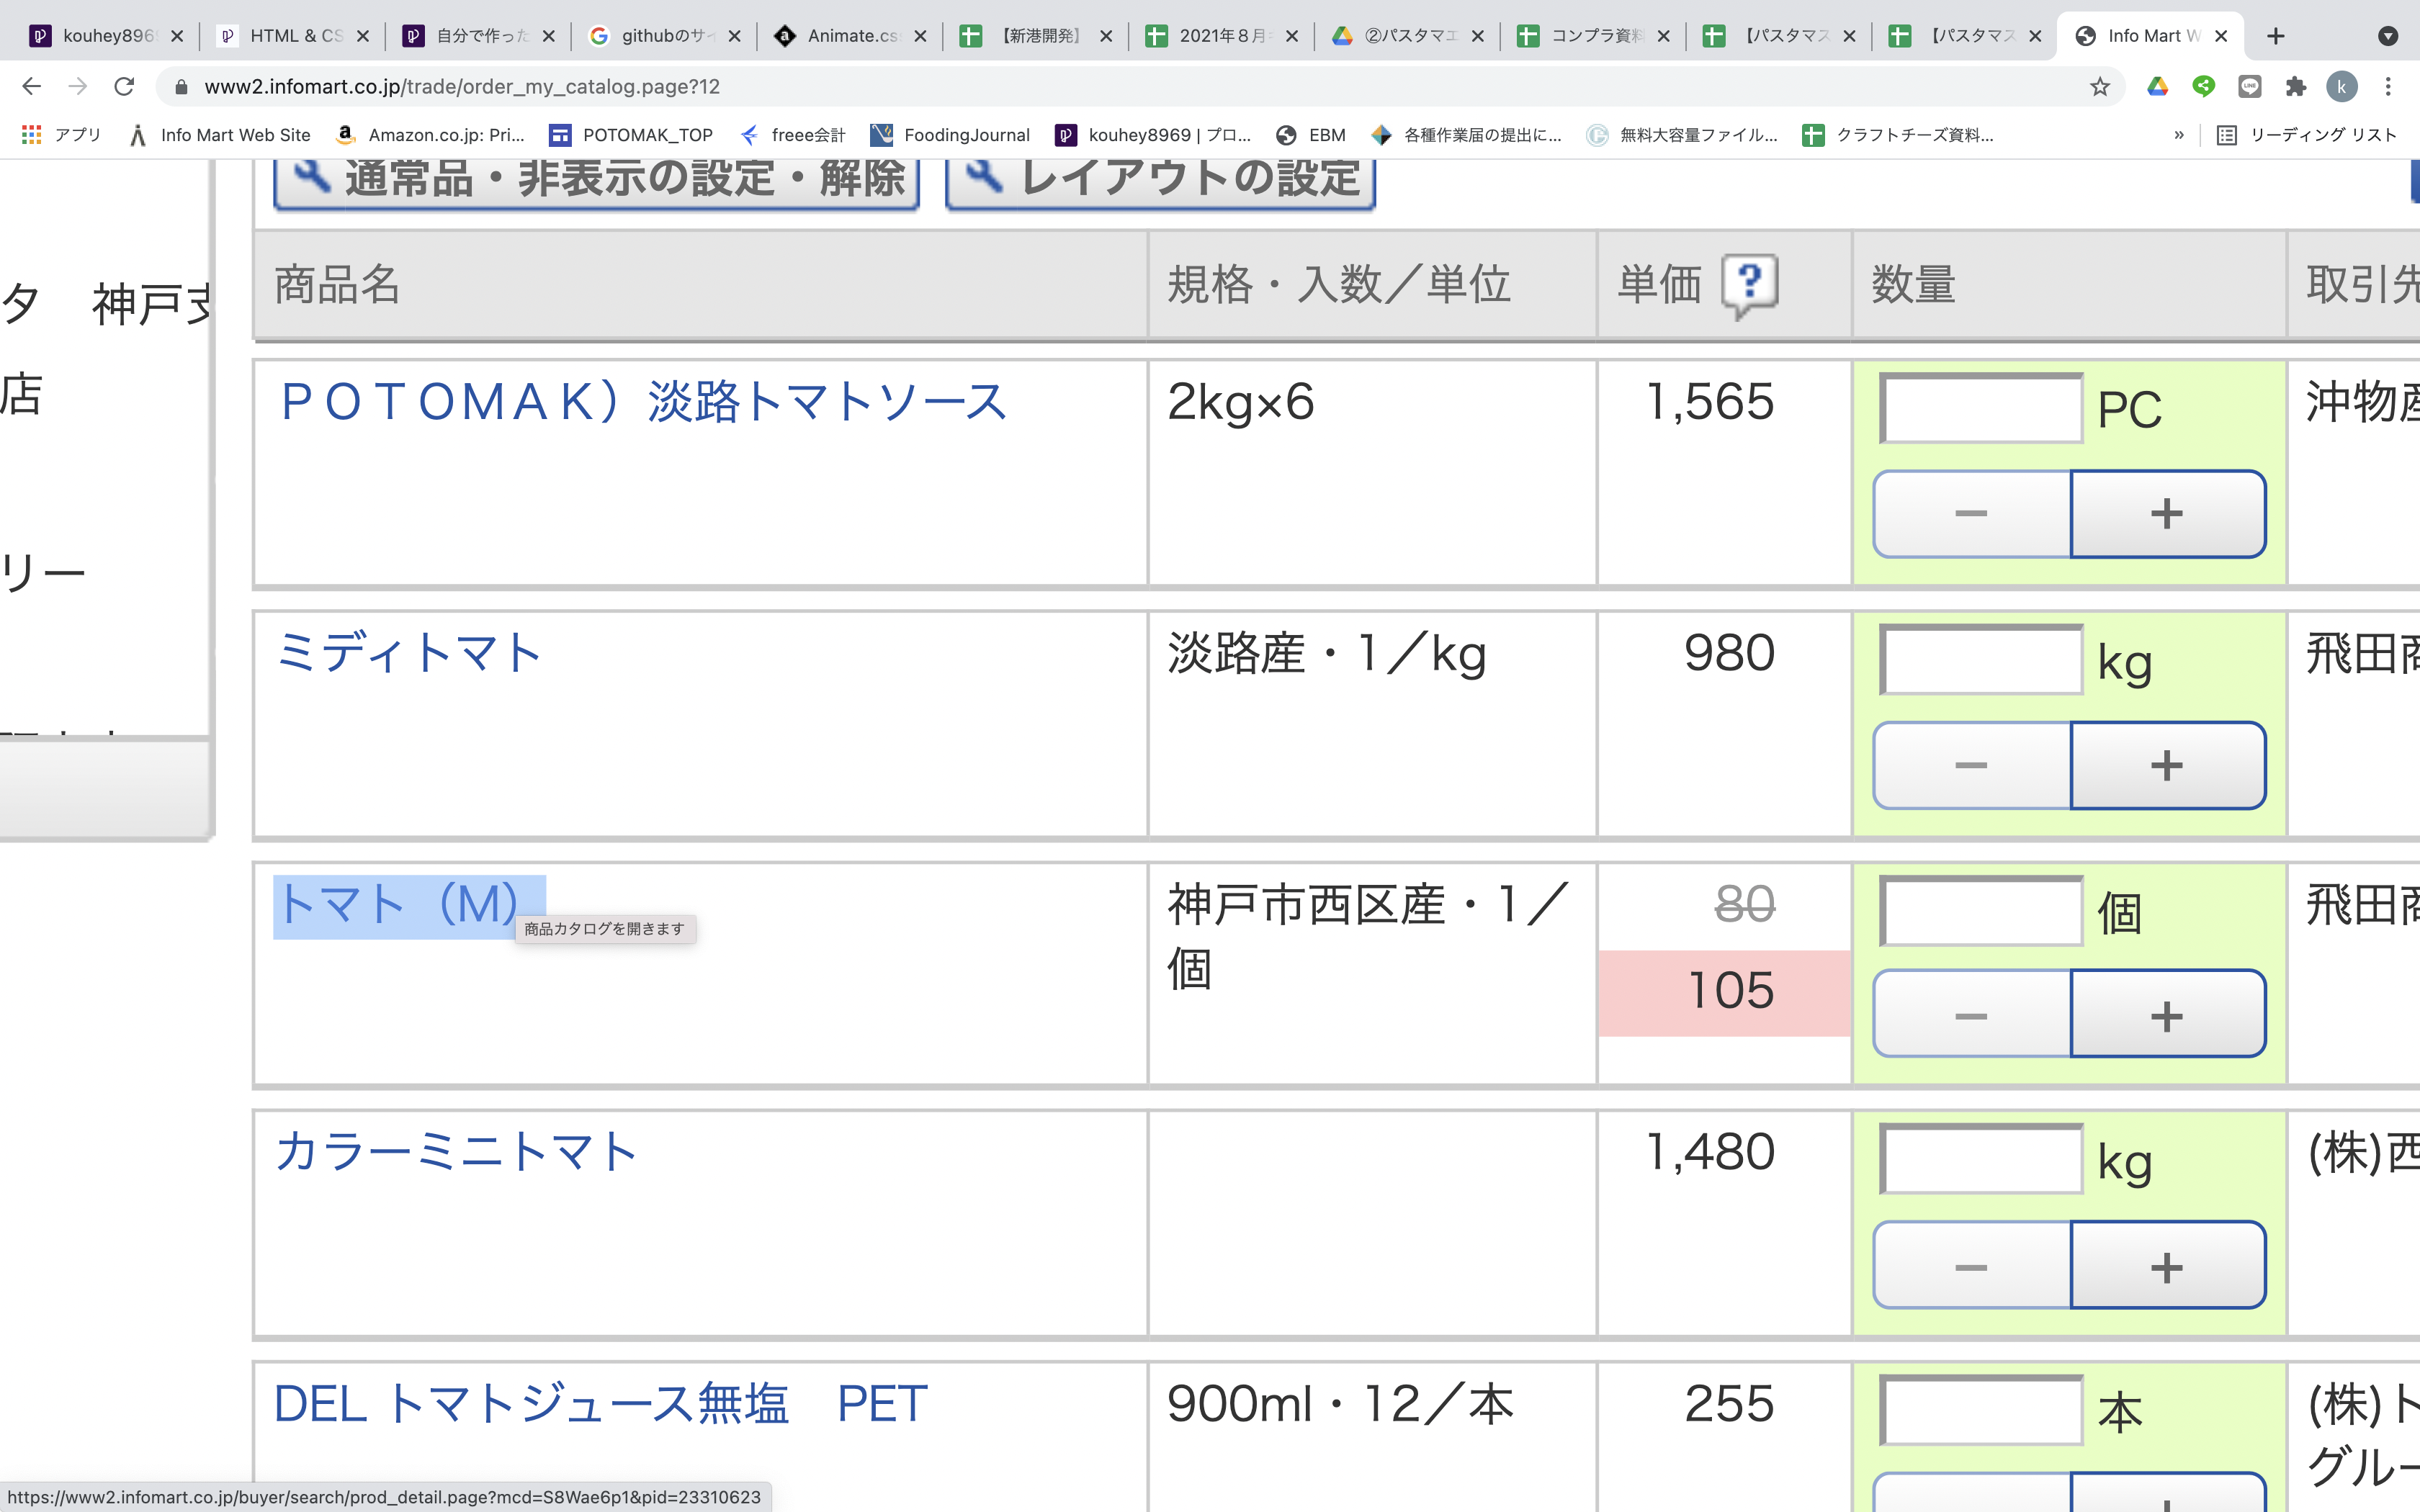 kouhey896
HTML & CS
自分で作った
githubのサイ
Animate.cs
【新港開発】
2021年８月
②パスタマエ
コンプラ資料
【パスタマス
【パスタマス
Info Mart W
www2.infomart.co.jp/trade/order_my_catalog.page?12
k
アプリ
Info Mart Web Site
Amazon.co.jp: Pri...
POTOMAK_TOP
freee会計
FoodingJournal
kouhey8969 | プロ...
EBM
各種作業届の提出に...
無料大容量ファイル...
クラフトチーズ資料...
»
リーディング リスト
通常品・非表示の設定・解除
レイアウトの設定
タ　神戸支
店
リー
商品名 規格・入数／単位 単価 ? 数量 取引先
ＰＯＴＯＭＡＫ）淡路トマトソース 2kg×6 1,565 PC 沖物産
− +
ミディトマト 淡路産・1／kg 980 kg 飛田商
− +
トマト（M） 神戸市西区産・1／ 80 個 飛田商
商品カタログを開きます
個 105
− +
カラーミニトマト 1,480 kg (株)西
− +
DEL トマトジュース無塩　PET 900ml・12／本 255 本 (株)ト
グルー
https://www2.infomart.co.jp/buyer/search/prod_detail.page?mcd=S8Wae6p1&pid=23310623